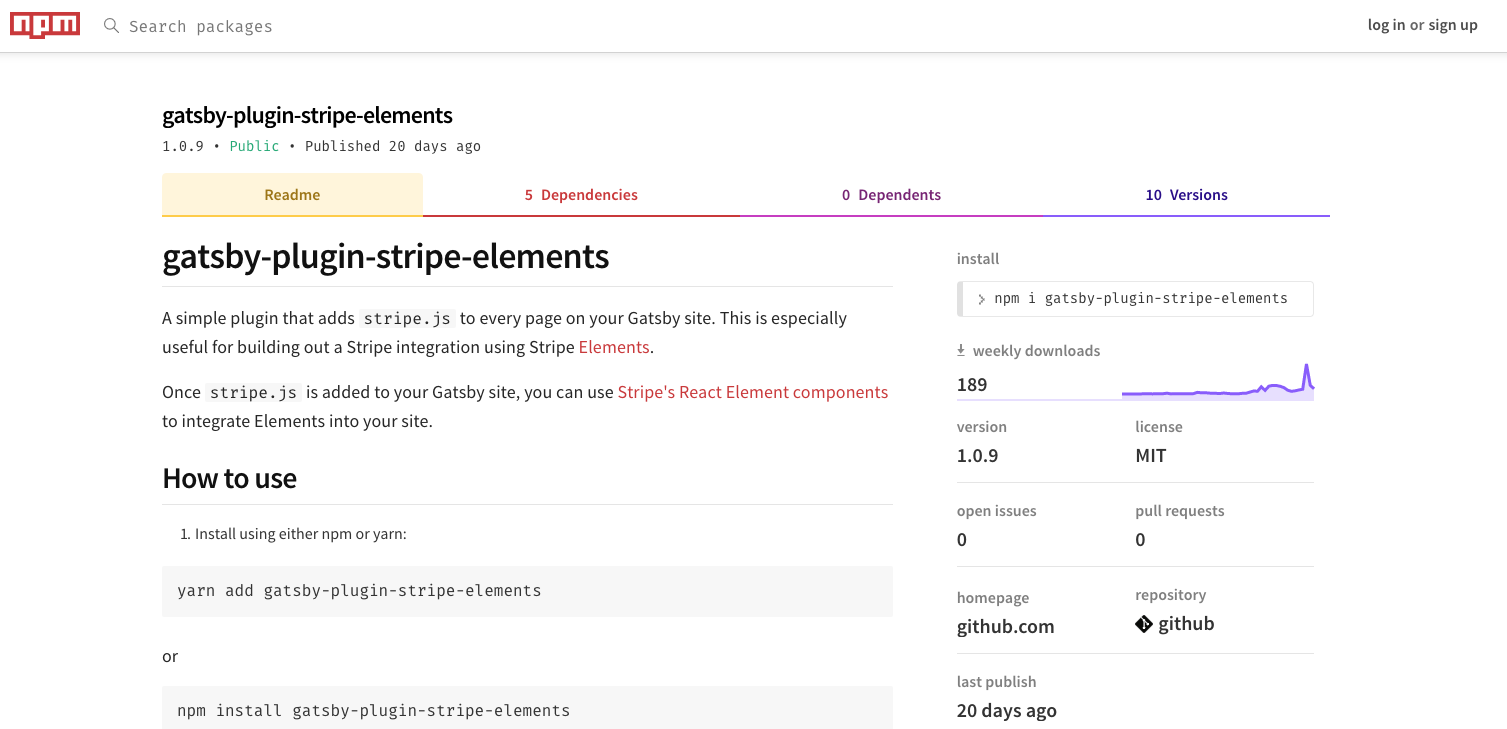 npm
Search packages
log in or sign up
gatsby-plugin-stripe-elements
1.0.9 • Public • Published 20 days ago
Readme
5 Dependencies
0 Dependents
10 Versions
gatsby-plugin-stripe-elements
A simple plugin that adds stripe.js to every page on your Gatsby site. This is especially
useful for building out a Stripe integration using Stripe Elements.
Once stripe.js is added to your Gatsby site, you can use Stripe's React Element components
to integrate Elements into your site.
How to use
1. Install using either npm or yarn:
yarn add gatsby-plugin-stripe-elements
or
npm install gatsby-plugin-stripe-elements
install
npm i gatsby-plugin-stripe-elements
weekly downloads
189
version
1.0.9
license
MIT
open issues
0
pull requests
0
homepage
github.com
repository
github
last publish
20 days ago